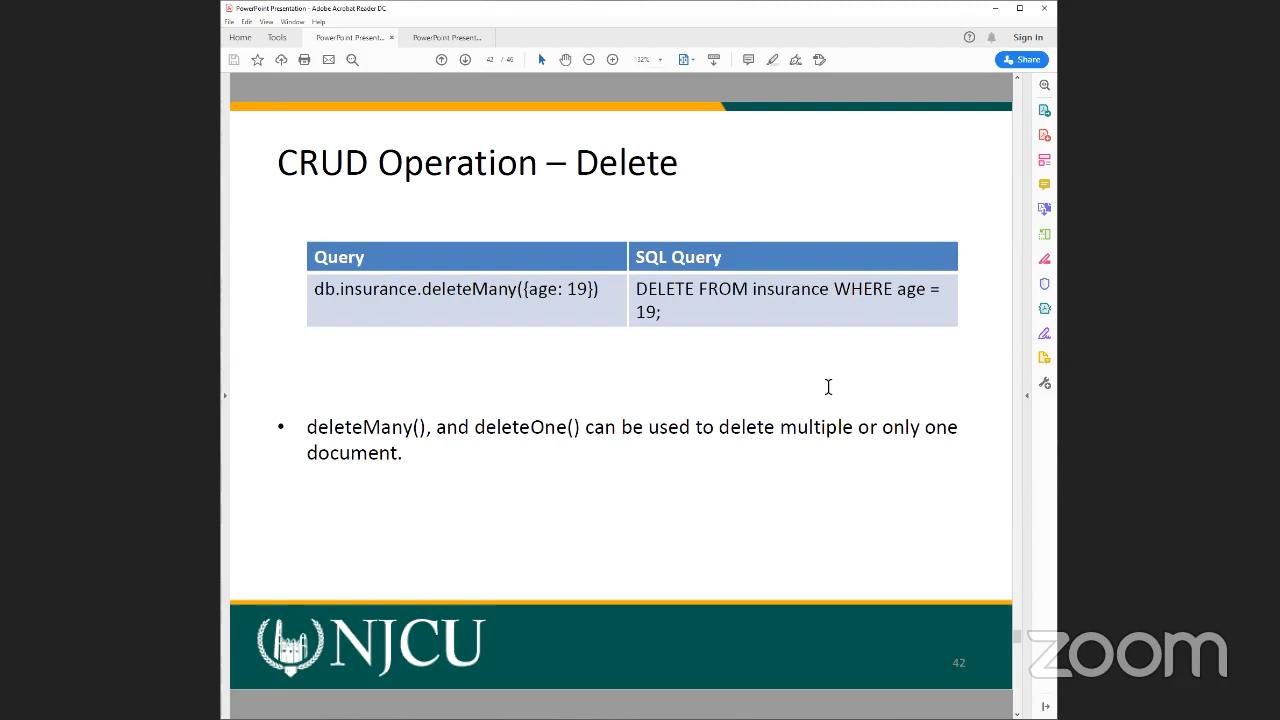 PowerPoint Presentation - Adobe Acrobat Reader DC
File Edit View Window Help
Home Tools PowerPoint Present... × PowerPoint Present...
Sign In
42 / 46
132%
Share
CRUD Operation – Delete
Query SQL Query
db.insurance.deleteMany({age: 19}) DELETE FROM insurance WHERE age =
19;
• deleteMany(), and deleteOne() can be used to delete multiple or only one
document.
NJCU
42
zoom